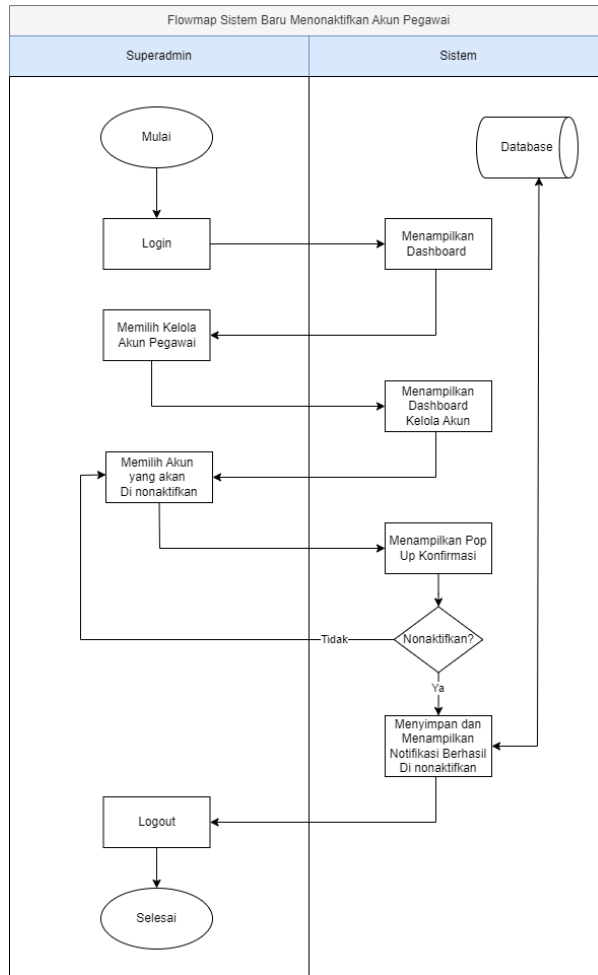 Flowmap Sistem Baru Menonaktifkan Akun Pegawai
Superadmin
Sistem
Mulai
Database
Login
Menampilkan
Dashboard
Memilih Kelola
Akun Pegawai
Menampilkan
Dashboard
Kelola Akun
Memilih Akun
yang akan
Di nonaktifkan
Menampilkan Pop
Up Konfirmasi
Tidak
Nonaktifkan?
Ya
Menyimpan dan
Menampilkan
Notifikasi Berhasil
Di nonaktifkan
Logout
Selesai